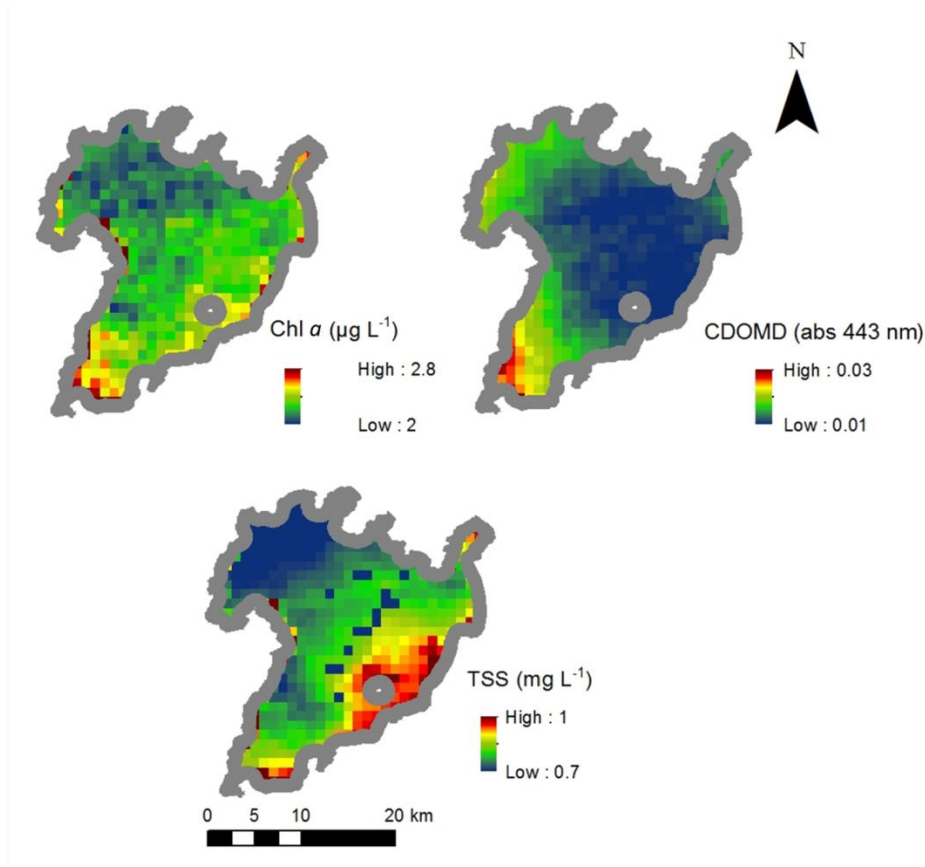 N
Chl a (µg L-1)
High : 2.8
Low : 2
CDOMD (abs 443 nm)
High : 0.03
Low : 0.01
TSS (mg L-1)
High : 1
Low : 0.7
0 5 10 20 km